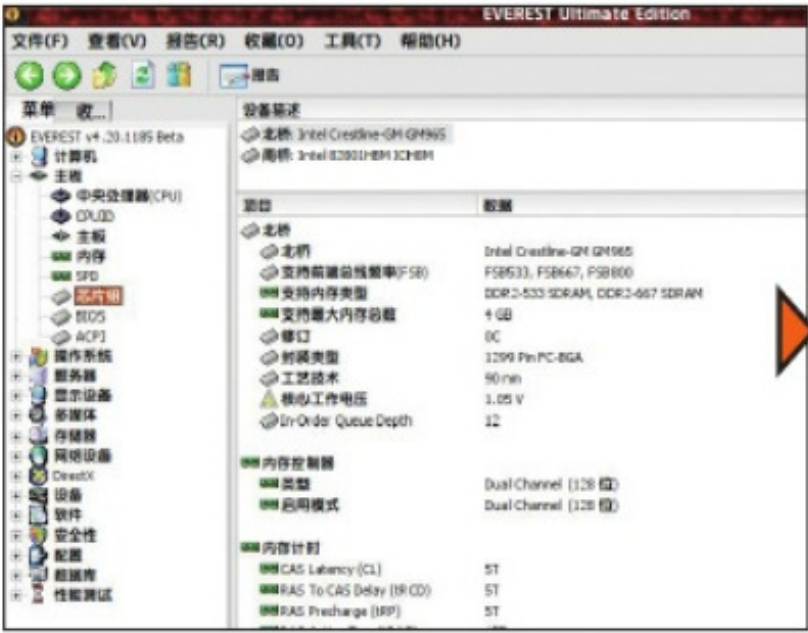 EVEREST Ultimate Edition
文件(F) 查看(V) 报告(R) 收藏(O) 工具(T) 帮助(H)
报告
菜单 收...
EVEREST v4.20.1185 Beta
计算机
主板
中央处理器(CPU)
CPUID
主板
内存
SPD
芯片组
BIOS
ACPI
操作系统
服务器
显示设备
多媒体
存储器
网络设备
DirectX
设备
软件
安全性
配置
数据库
性能测试
设备描述
北桥: Intel Crestline-GM GM965
南桥: Intel 82801HBM ICH8M
项目 数据
北桥
北桥 Intel Crestline-GM GM965
支持前端总线频率(FSB) FSB533, FSB667, FSB800
支持内存类型 DDR2-533 SDRAM, DDR2-667 SDRAM
支持最大内存总数 4 GB
修订 0C
封装类型 1299 Pin FC-BGA
工艺技术 90 nm
核心工作电压 1.05 V
In-Order Queue Depth 12
内存控制器
类型 Dual Channel (128 位)
启用模式 Dual Channel (128 位)
内存计时
CAS Latency (CL) 5T
RAS To CAS Delay (tRCD) 5T
RAS Precharge (tRP) 5T